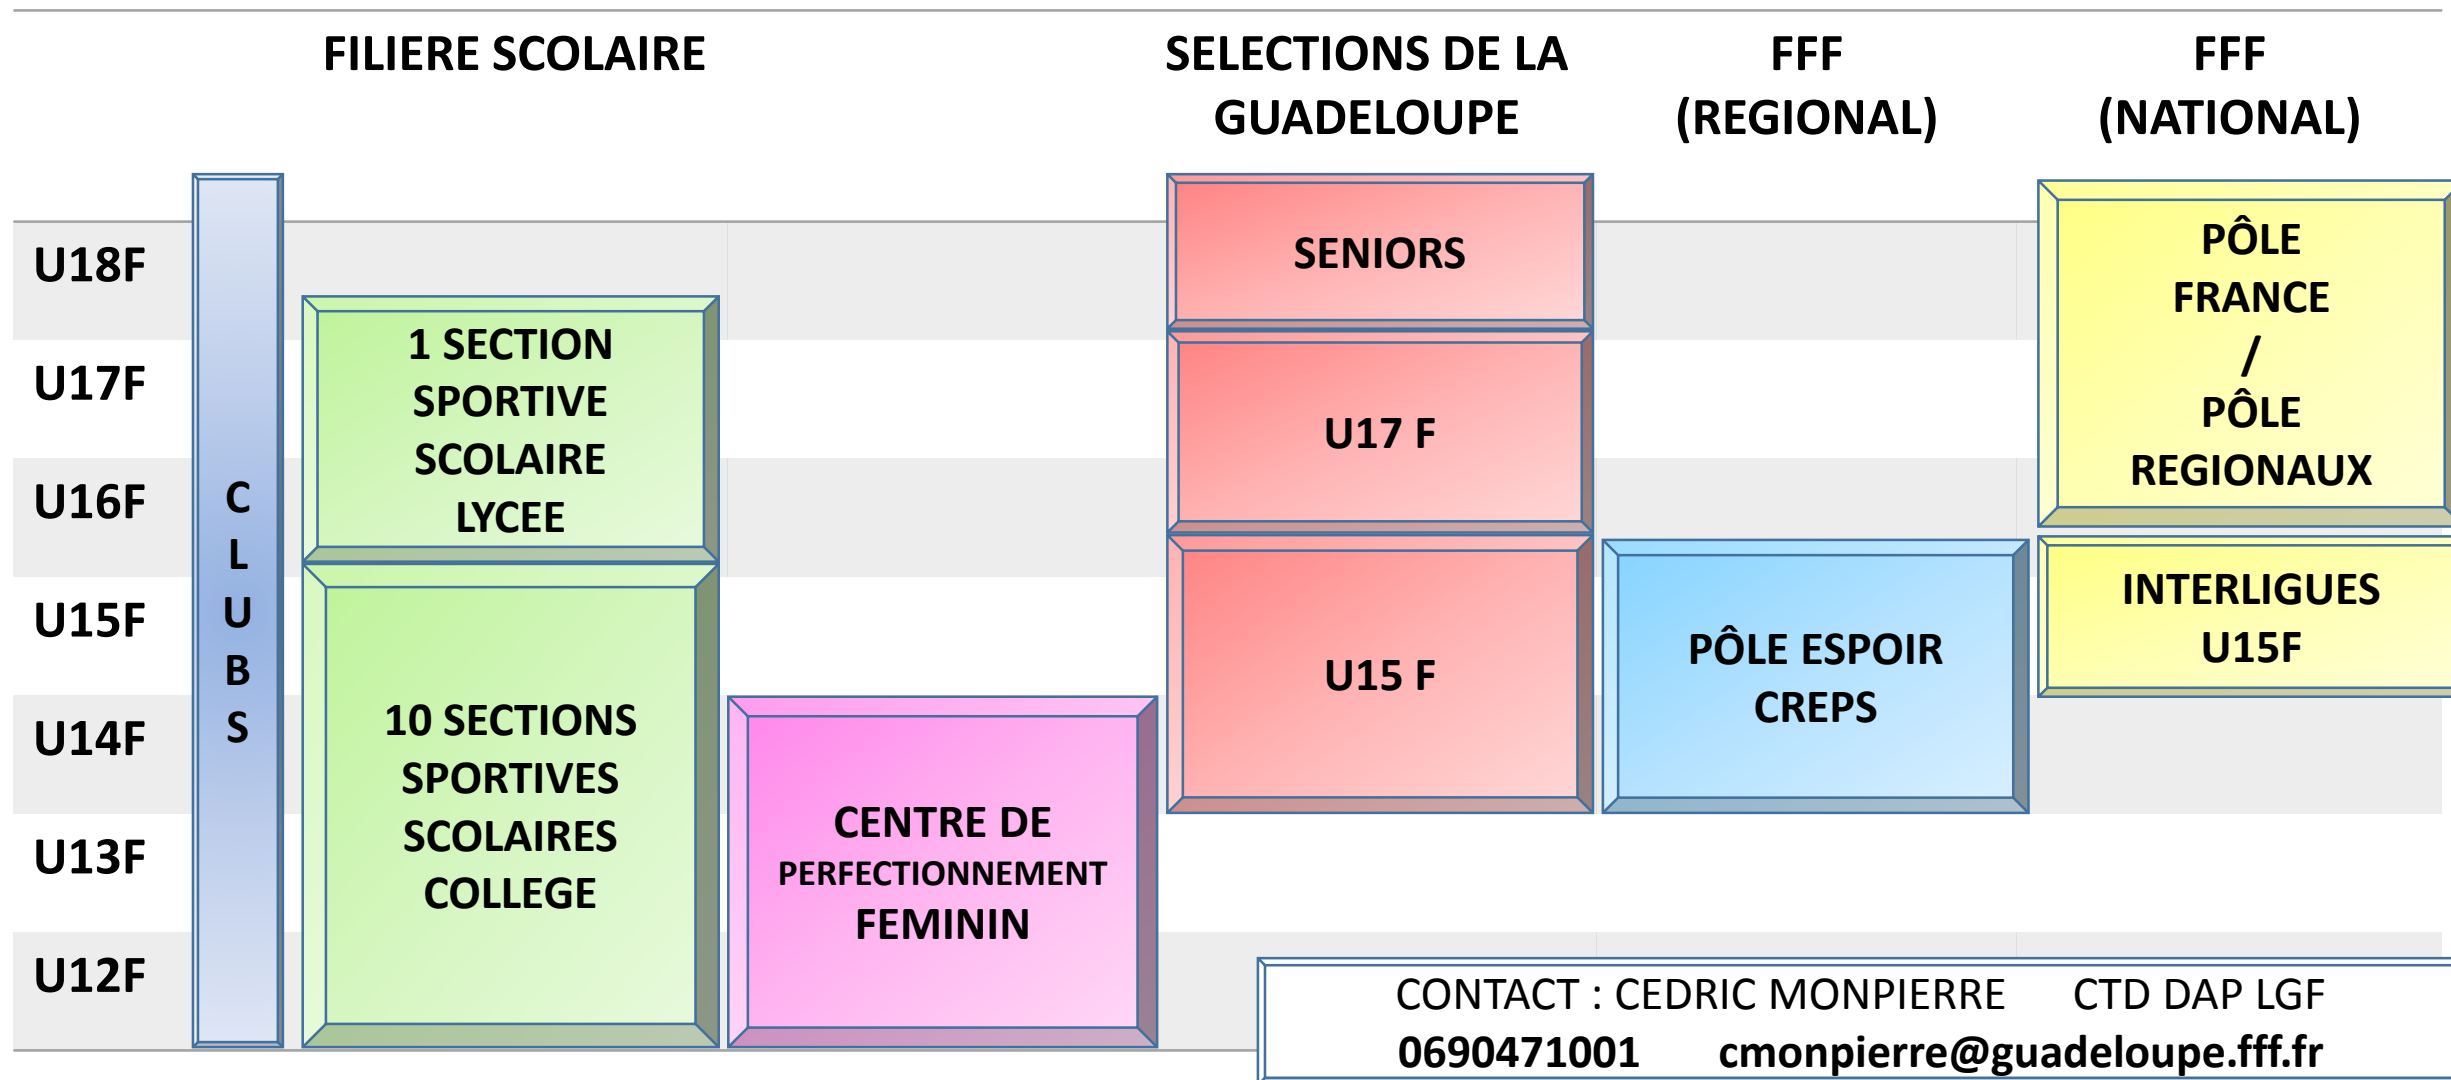 FILIERE SCOLAIRE
SELECTIONS DE LA
GUADELOUPE
FFF
(REGIONAL)
FFF
(NATIONAL)
U18F
U17F
U16F
U15F
U14F
U13F
U12F
C
L
U
B
S
1 SECTION
SPORTIVE
SCOLAIRE
LYCEE
10 SECTIONS
SPORTIVES
SCOLAIRES
COLLEGE
CENTRE DE
PERFECTIONNEMENT
FEMININ
SENIORS
U17 F
U15 F
PÔLE ESPOIR
CREPS
PÔLE
FRANCE
/
PÔLE
REGIONAUX
INTERLIGUES
U15F
CONTACT : CEDRIC MONPIERRE CTD DAP LGF
0690471001 cmonpierre@guadeloupe.fff.fr